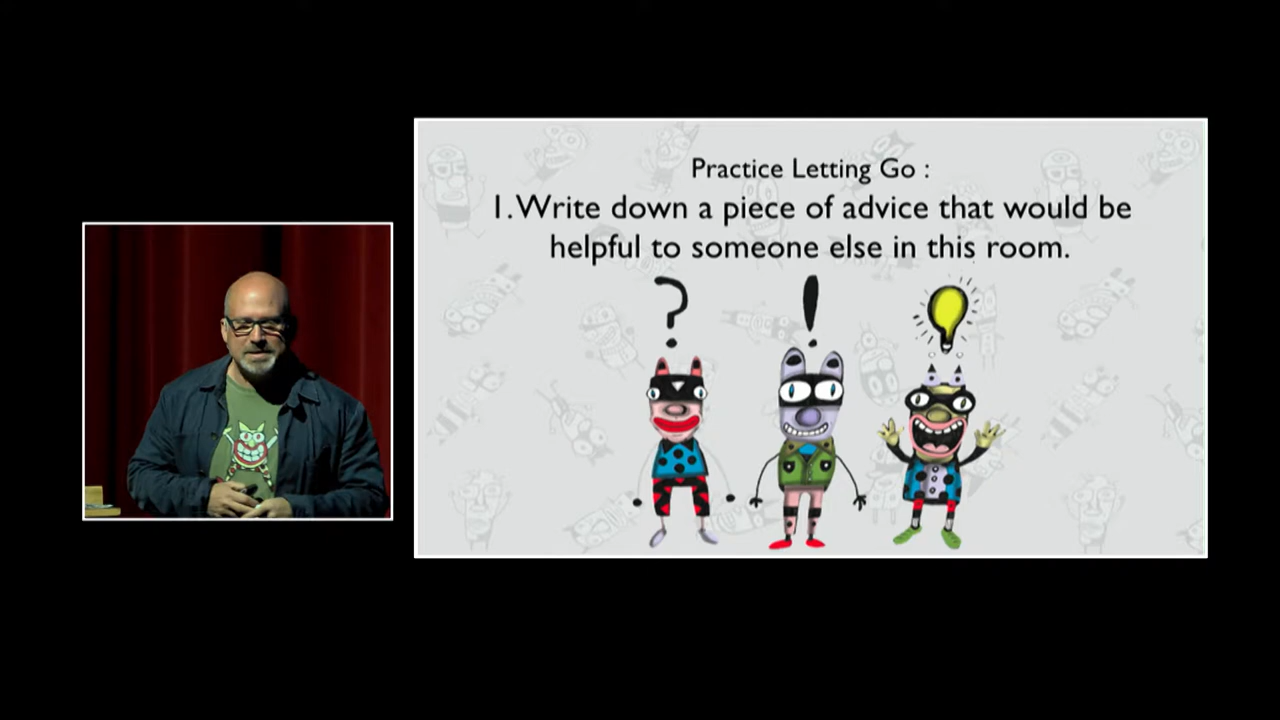 Practice Letting Go :
1. Write down a piece of advice that would be
helpful to someone else in this room.
? !